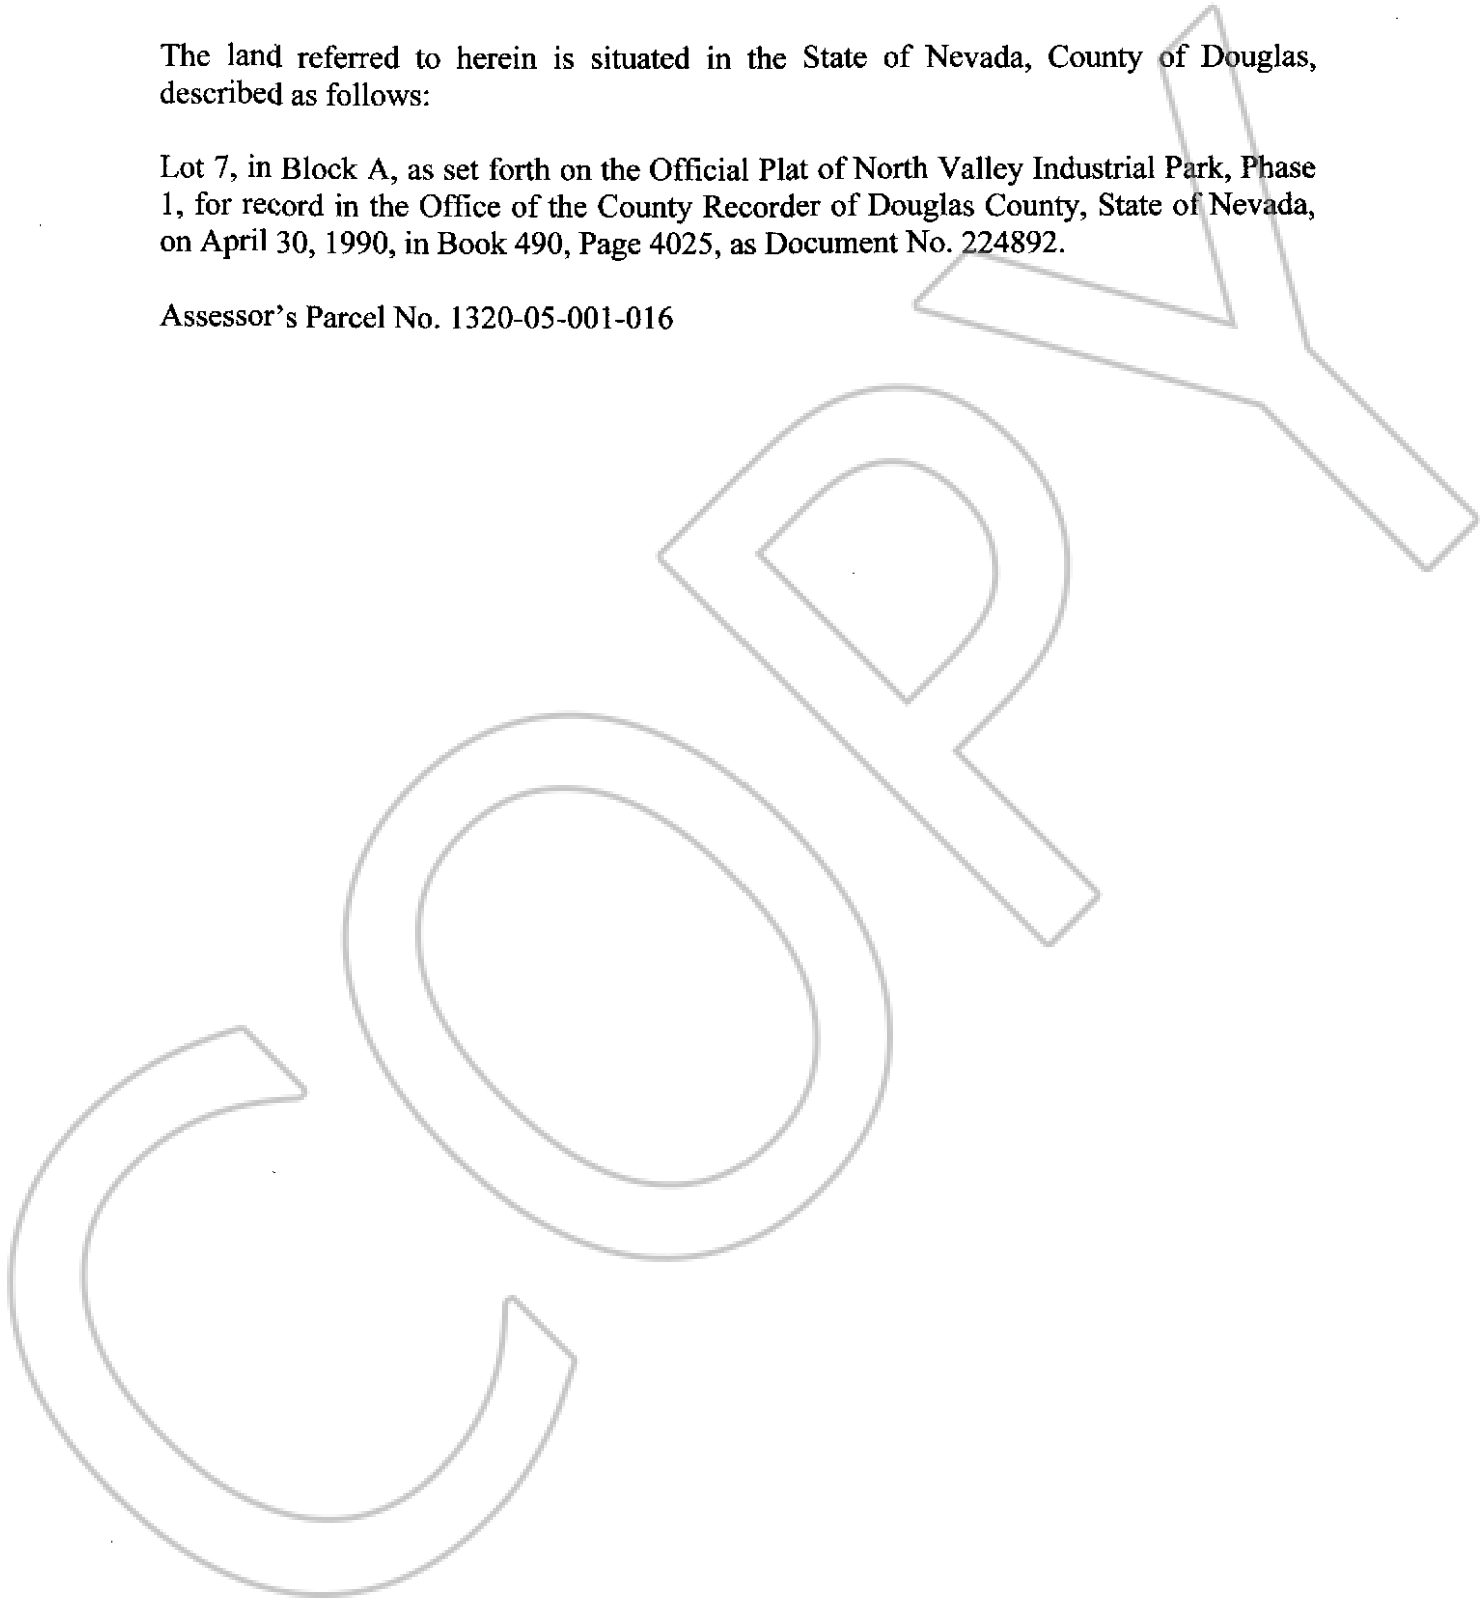 The land referred to herein is situated in the State of Nevada, County of Douglas,
described as follows:
Lot 7, in Block A, as set forth on the Official Plat of North Valley Industrial Park, Phase
1, for record in the Office of the County Recorder of Douglas County, State of Nevada,
on April 30, 1990, in Book 490, Page 4025, as Document No. 224892.
Assessor's Parcel No. 1320-05-001-016
COPY